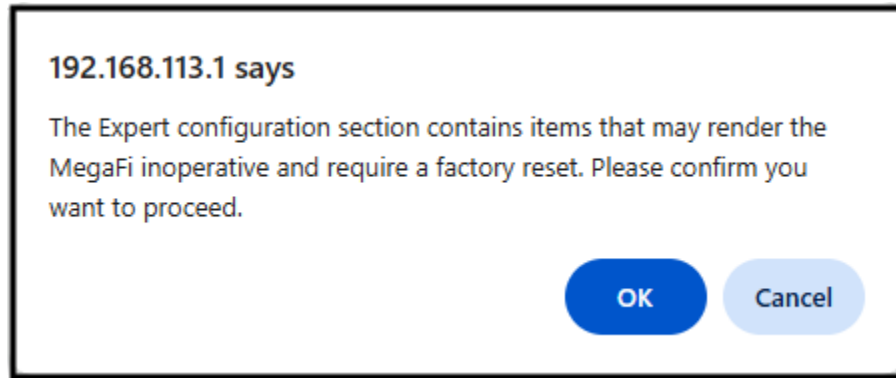 192.168.113.1 says
The Expert configuration section contains items that may render the
MegaFi inoperative and require a factory reset. Please confirm you
want to proceed.
OK Cancel